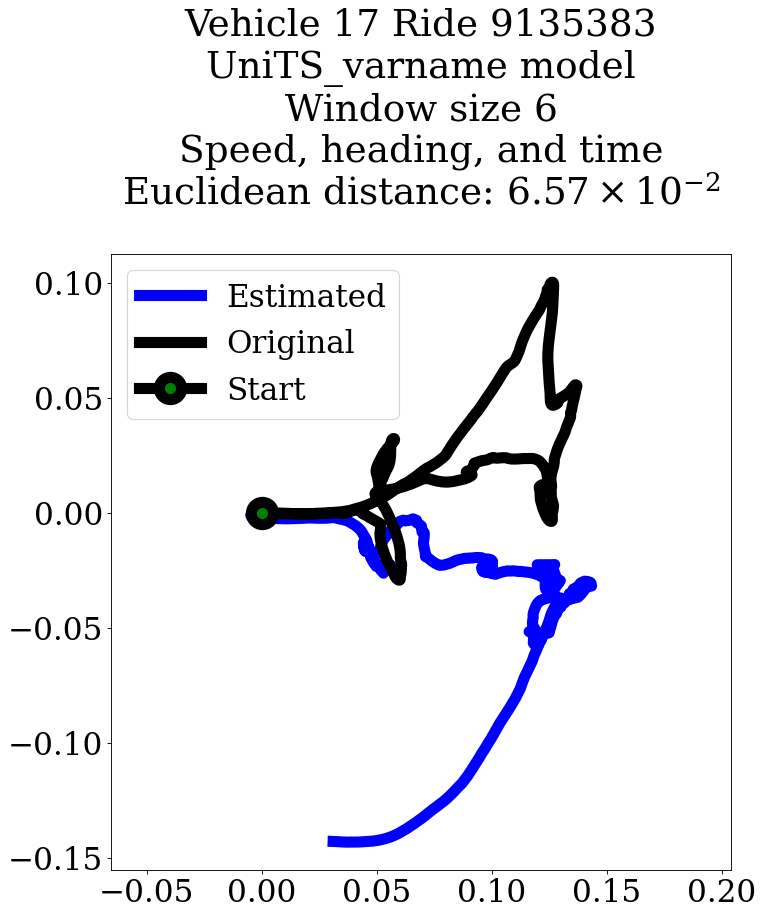 Vehicle 17 Ride 9135383
UniTS_varname model
Window size 6
Speed, heading, and time
Euclidean distance: 6.57 × 10⁻²
Estimated
Original
Start
0.10
0.05
0.00
−0.05
−0.10
−0.15
−0.05 0.00 0.05 0.10 0.15 0.20